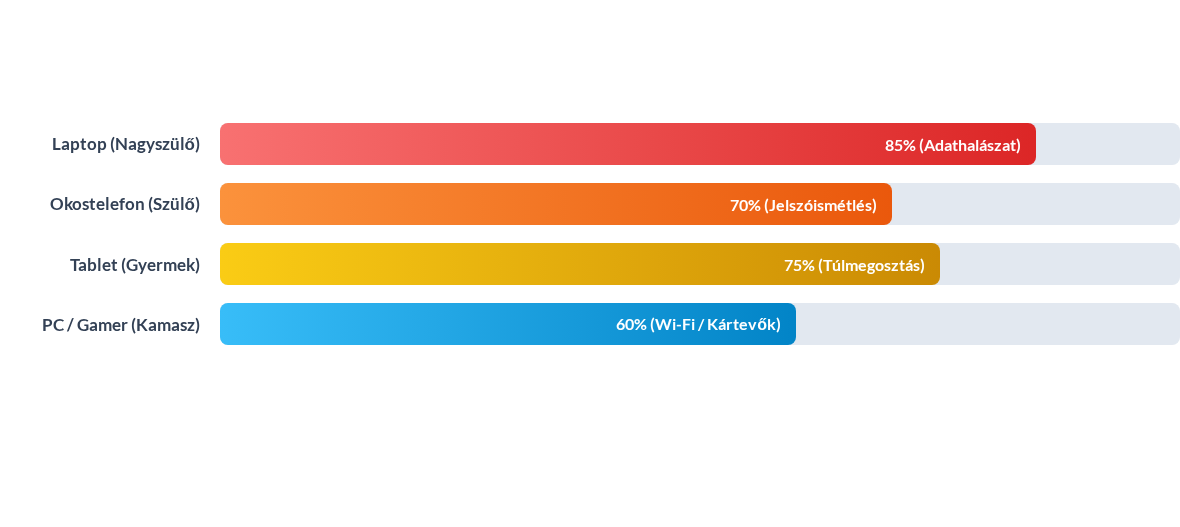 Laptop (Nagyszülő) 85% (Adathalászat)
Okostelefon (Szülő) 70% (Jelszóismétlés)
Tablet (Gyermek) 75% (Túlmegosztás)
PC / Gamer (Kamasz) 60% (Wi-Fi / Kártevők)